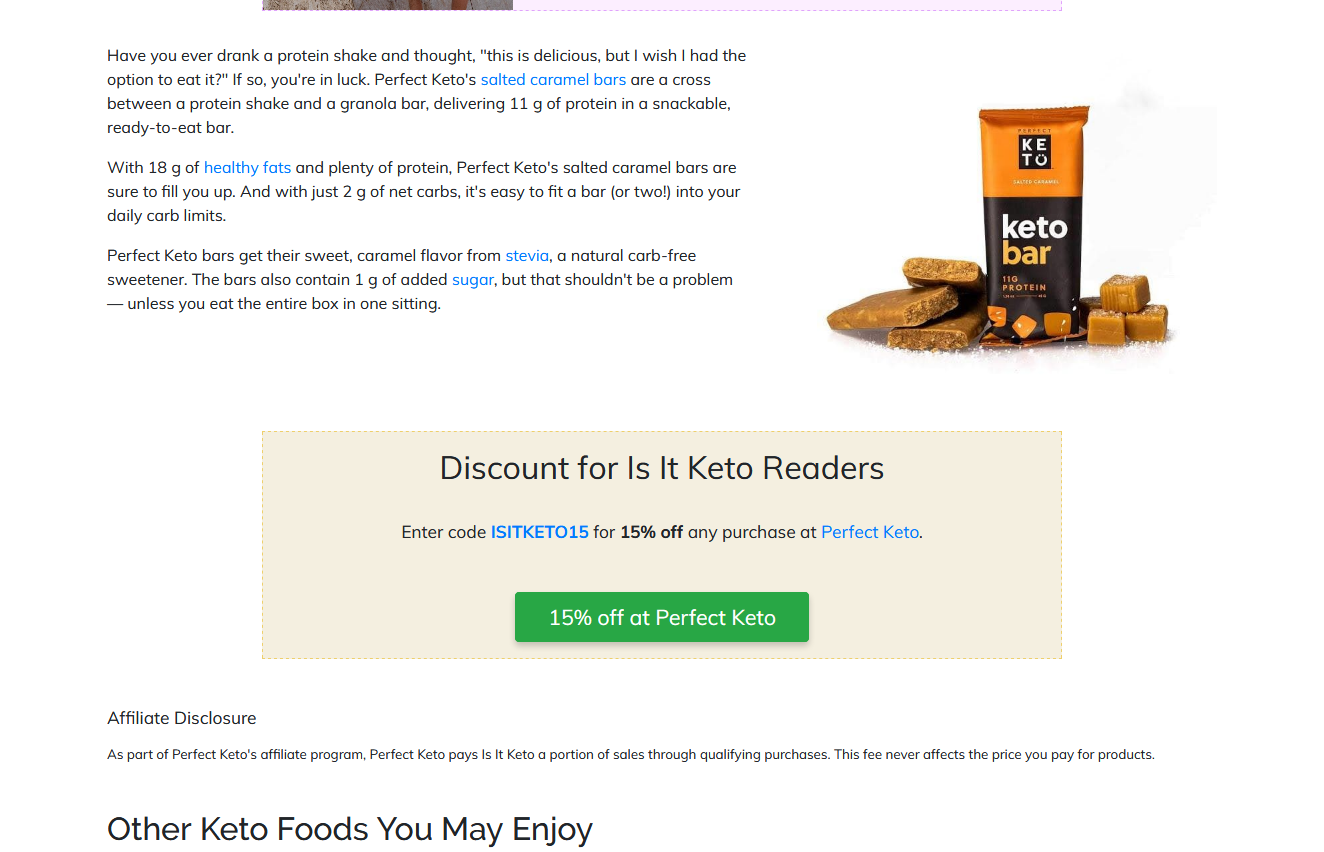 Have you ever drank a protein shake and thought, "this is delicious, but I wish I had the
option to eat it?" If so, you're in luck. Perfect Keto's salted caramel bars are a cross
between a protein shake and a granola bar, delivering 11 g of protein in a snackable,
ready-to-eat bar.
With 18 g of healthy fats and plenty of protein, Perfect Keto's salted caramel bars are
sure to fill you up. And with just 2 g of net carbs, it's easy to fit a bar (or two!) into your
daily carb limits.
Perfect Keto bars get their sweet, caramel flavor from stevia, a natural carb-free
sweetener. The bars also contain 1 g of added sugar, but that shouldn't be a problem
— unless you eat the entire box in one sitting.
PERFECT
KE
TO
SALTED CARAMEL
keto
bar
11G
PROTEIN
Discount for Is It Keto Readers
Enter code ISITKETO15 for 15% off any purchase at Perfect Keto.
15% off at Perfect Keto
Affiliate Disclosure
As part of Perfect Keto's affiliate program, Perfect Keto pays Is It Keto a portion of sales through qualifying purchases. This fee never affects the price you pay for products.
Other Keto Foods You May Enjoy